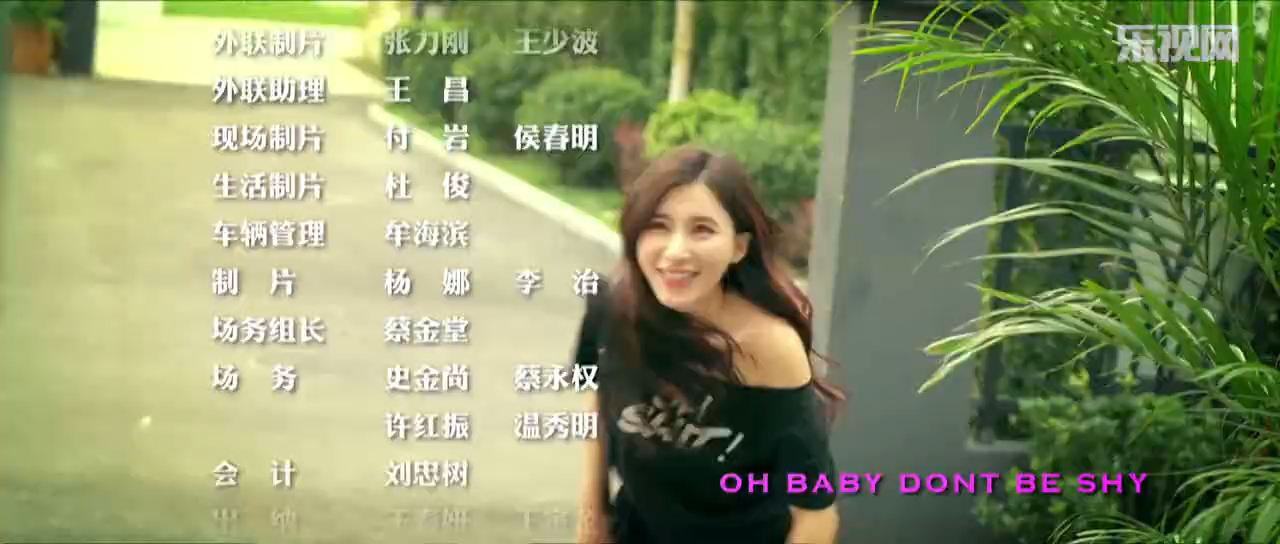 乐视网
外联制片 张力刚 王少波
外联助理 王 昌
现场制片 付 岩 侯春明
生活制片 杜 俊
车辆管理 牟海滨
制 片 杨 娜 李 治
场务组长 蔡金堂
场 务 史金尚 蔡永权
许红振 温秀明
会 计 刘忠树
出 纳
OH BABY DONT BE SHY